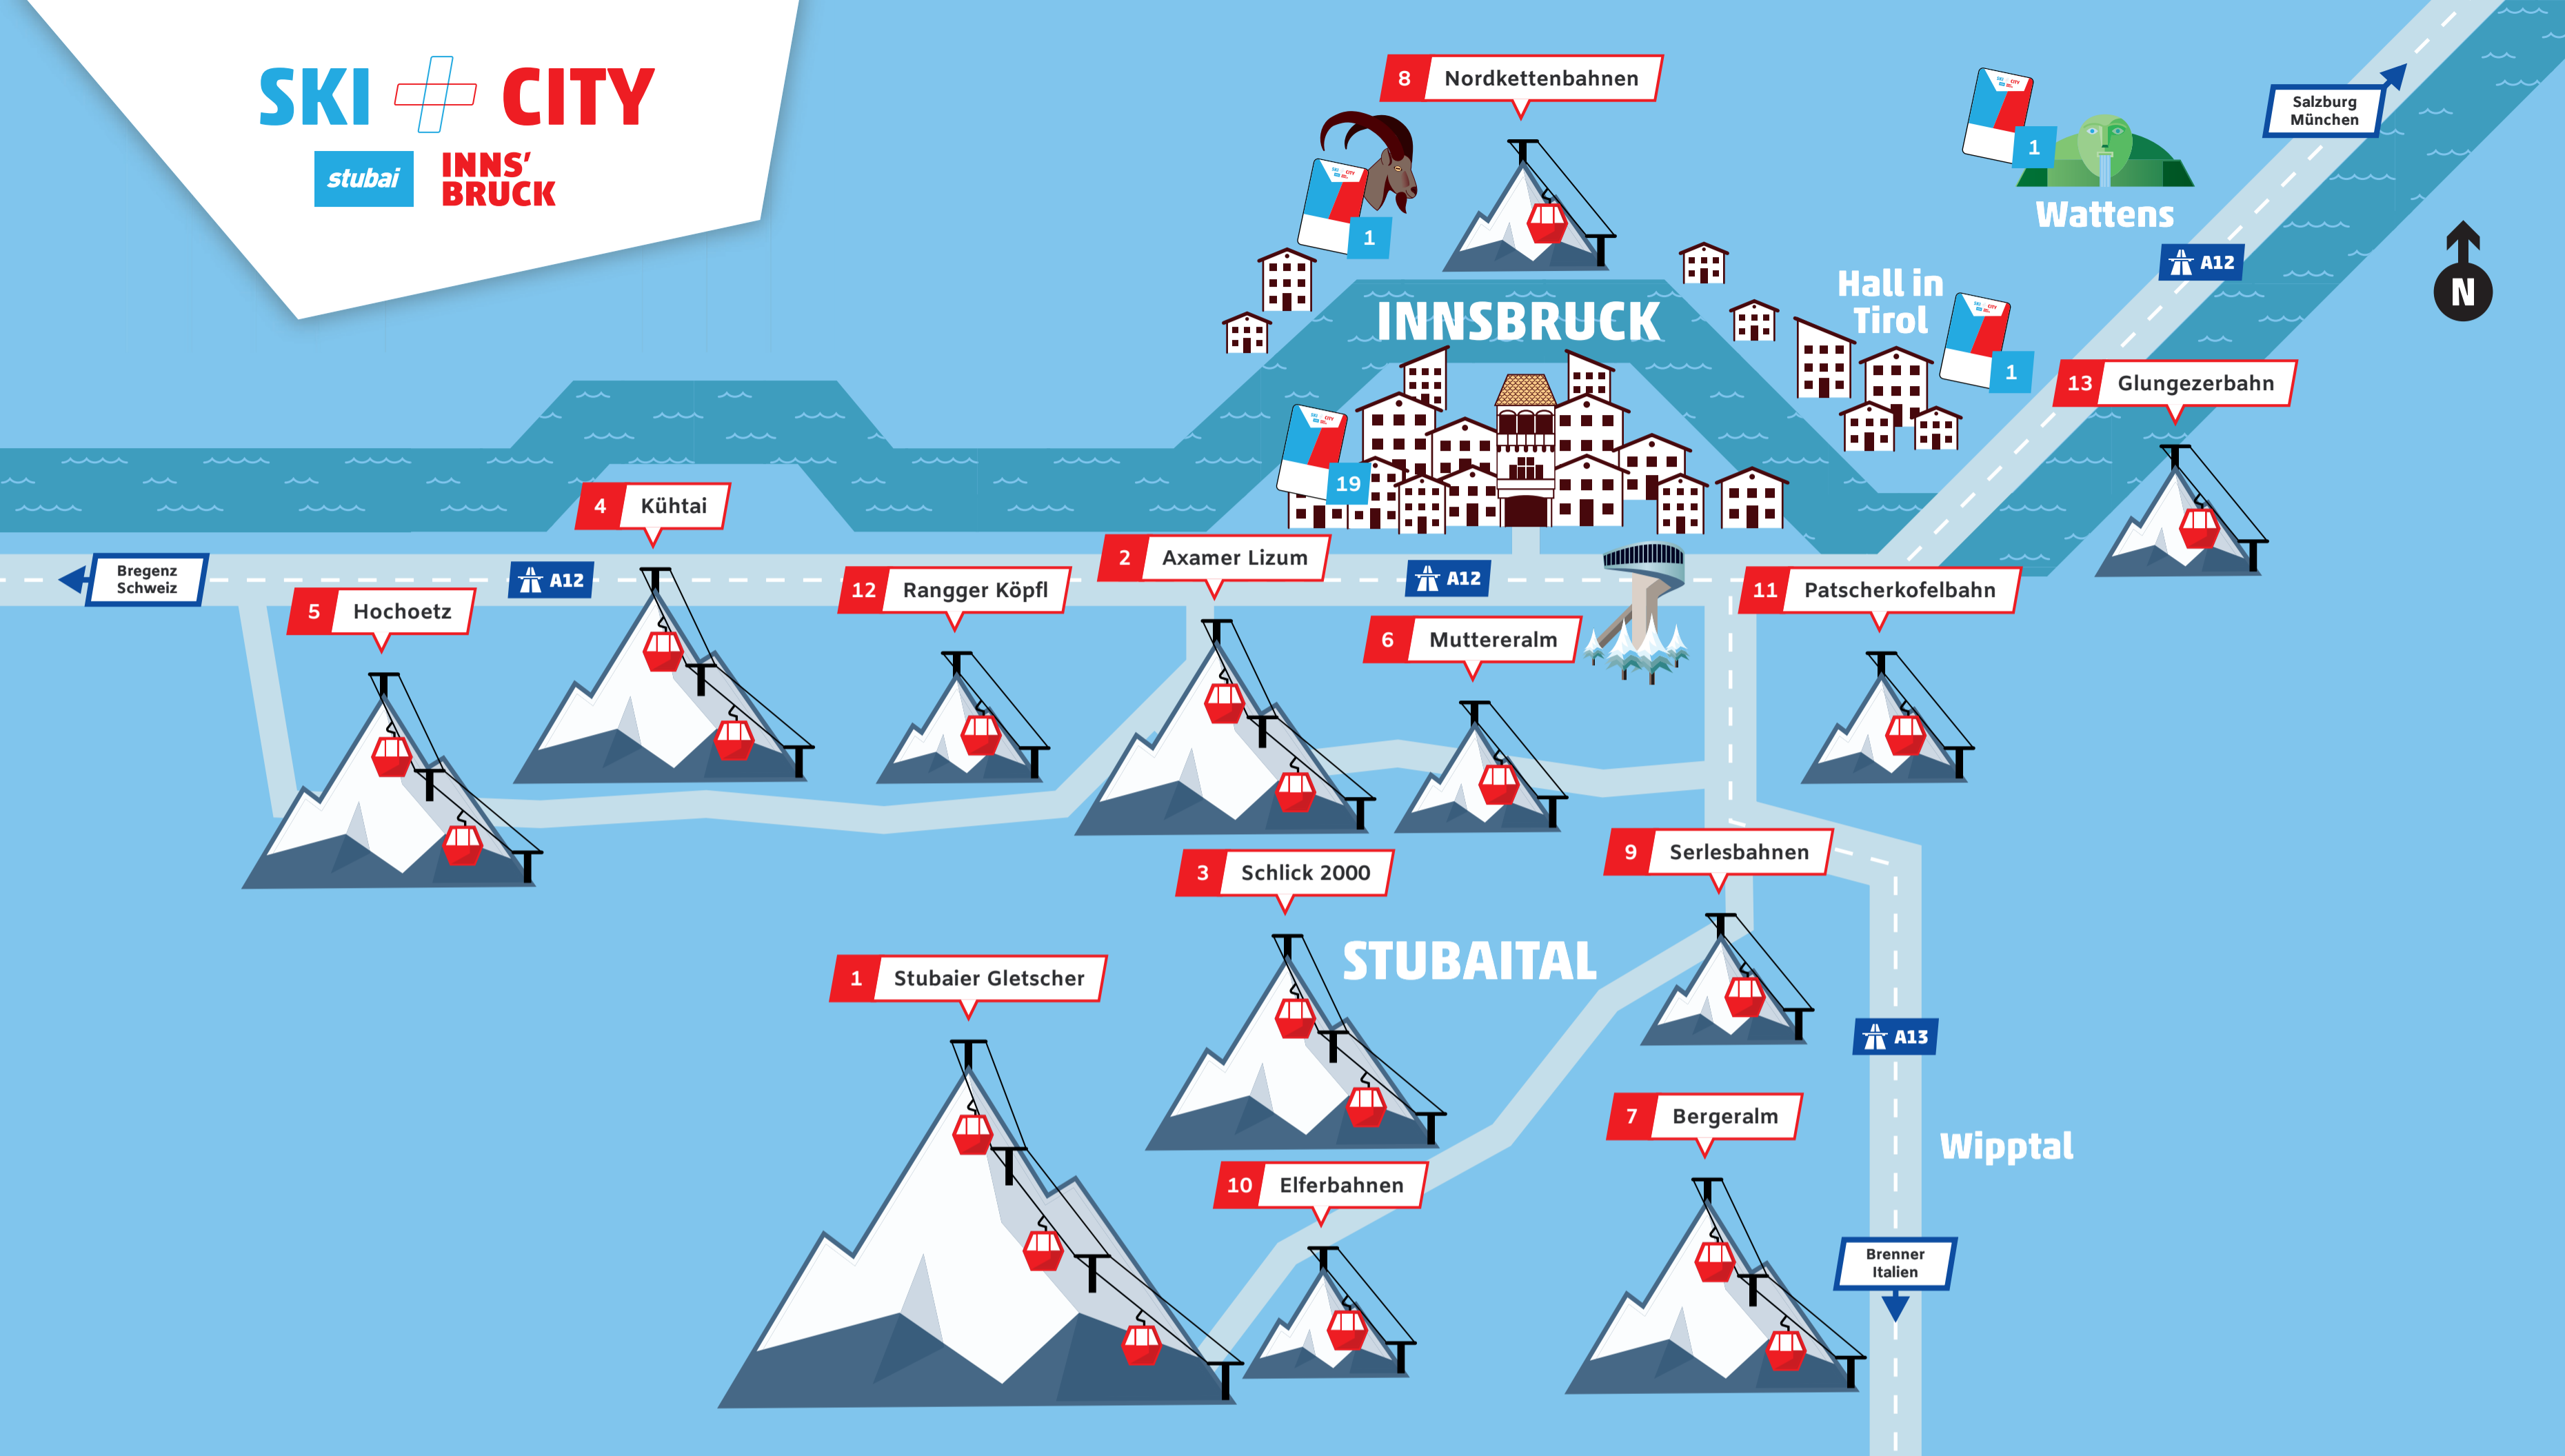 SKI CITY
stubai
INNS'
BRUCK
8 Nordkettenbahnen
1
1
Wattens
Salzburg
München
A12
N
INNSBRUCK
Hall in
Tirol
1
13 Glungezerbahn
19
4 Kühtai
Bregenz
Schweiz
A12
5 Hochoetz
12 Rangger Köpfl
2 Axamer Lizum
A12
6 Muttereralm
11 Patscherkofelbahn
9 Serlesbahnen
3 Schlick 2000
STUBAITAL
1 Stubaier Gletscher
A13
7 Bergeralm
Wipptal
10 Elferbahnen
Brenner
Italien